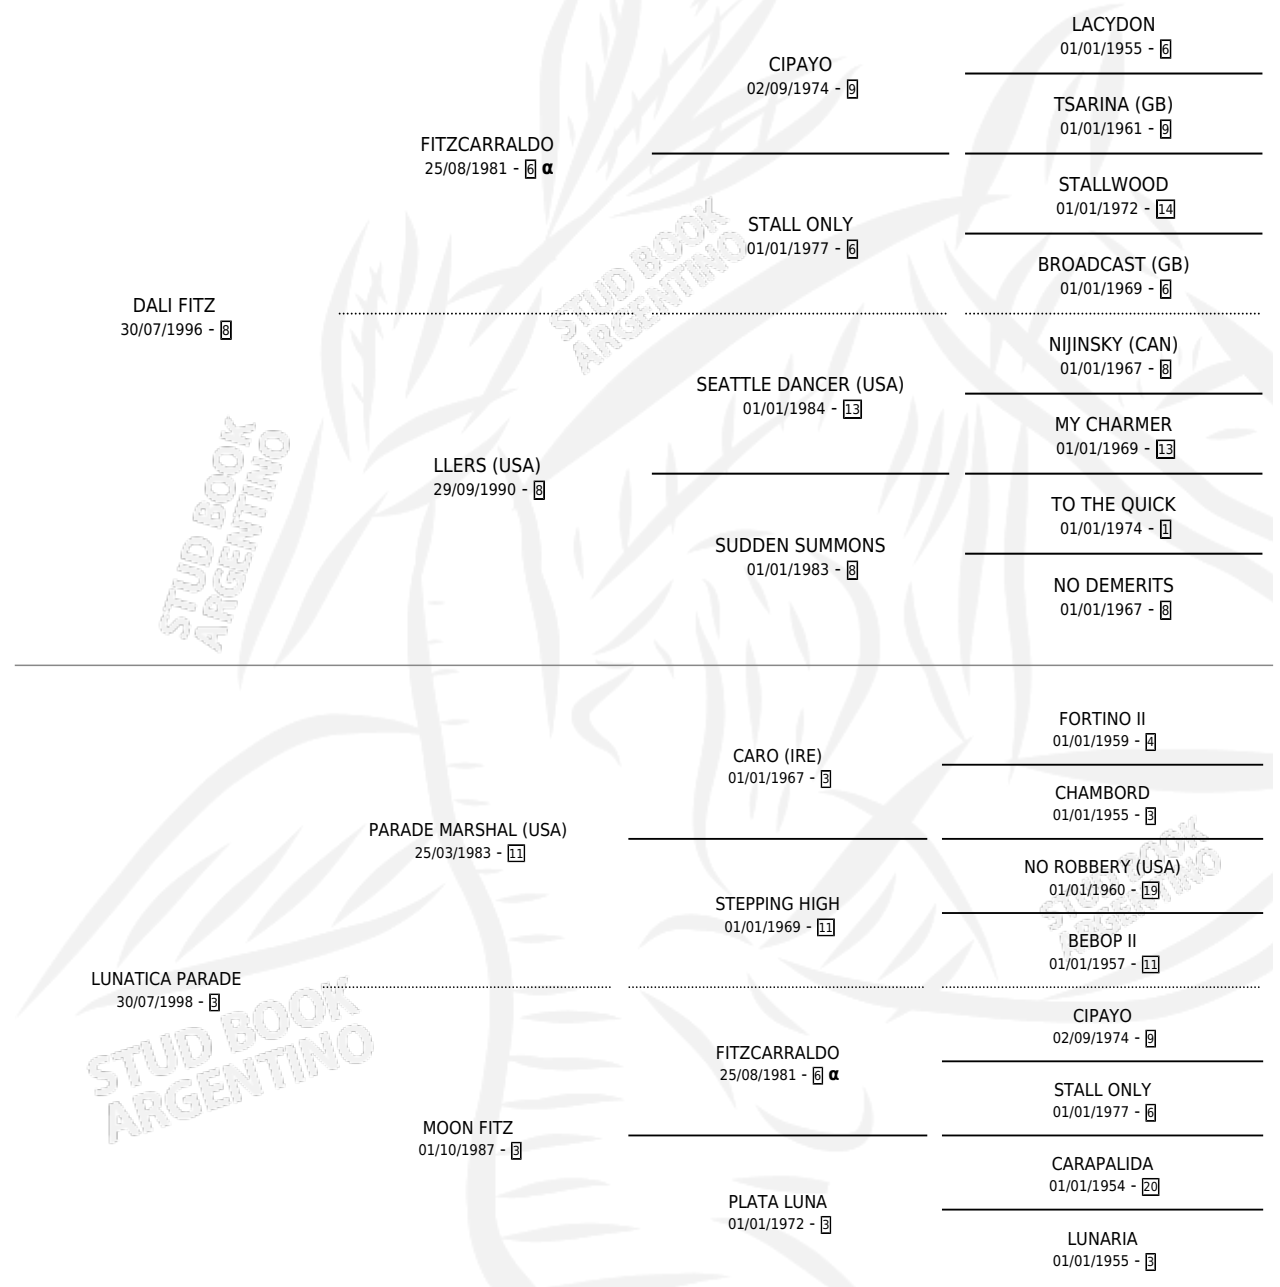 LACYDON
01/01/1955 - 6
CIPAYO
02/09/1974 - 9
TSARINA (GB)
01/01/1961 - 9
FITZCARRALDO
25/08/1981 - 6 α
STALLWOOD
01/01/1972 - 14
STALL ONLY
01/01/1977 - 6
BROADCAST (GB)
01/01/1969 - 6
DALI FITZ
30/07/1996 - 8
NIJINSKY (CAN)
01/01/1967 - 8
SEATTLE DANCER (USA)
01/01/1984 - 13
MY CHARMER
01/01/1969 - 13
LLERS (USA)
29/09/1990 - 8
TO THE QUICK
01/01/1974 - 1
SUDDEN SUMMONS
01/01/1983 - 8
NO DEMERITS
01/01/1967 - 8
FORTINO II
01/01/1959 - 4
CARO (IRE)
01/01/1967 - 3
CHAMBORD
01/01/1955 - 3
PARADE MARSHAL (USA)
25/03/1983 - 11
NO ROBBERY (USA)
01/01/1960 - 19
STEPPING HIGH
01/01/1969 - 11
BEBOP II
01/01/1957 - 11
LUNATICA PARADE
30/07/1998 - 3
CIPAYO
02/09/1974 - 9
FITZCARRALDO
25/08/1981 - 6 α
STALL ONLY
01/01/1977 - 6
MOON FITZ
01/10/1987 - 3
CARAPALIDA
01/01/1954 - 20
PLATA LUNA
01/01/1972 - 3
LUNARIA
01/01/1955 - 3
STUD BOOK
ARGENTINO
STUD BOOK
ARGENTINO
STUD BOOK
ARGENTINO
STUD BOOK
ARGENTINO